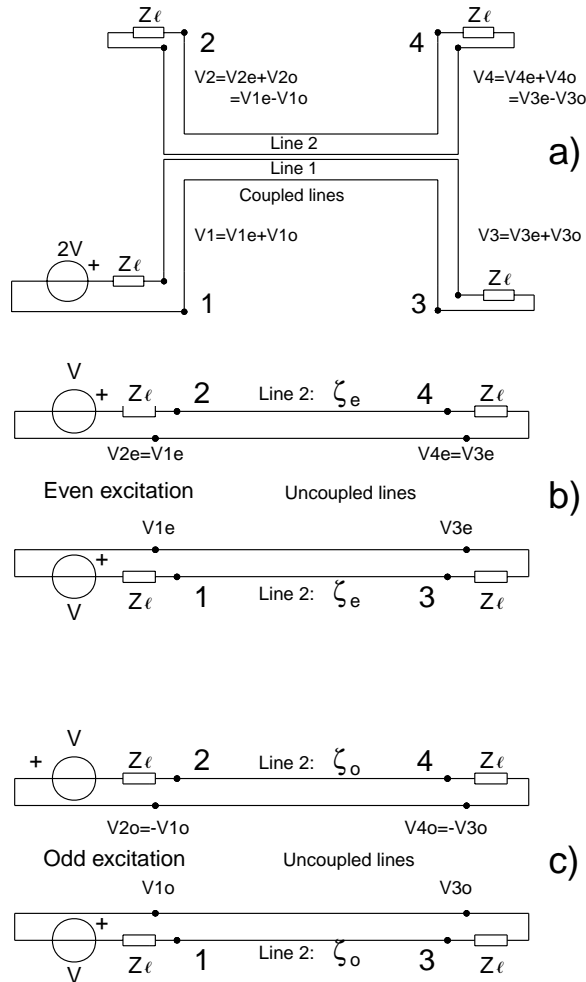 Zℓ 2 4 Zℓ
V2=V2e+V2o V4=V4e+V4o
=V1e-V1o =V3e-V3o
Line 2 a)
Line 1
Coupled lines
V1=V1e+V1o V3=V3e+V3o
2V + Zℓ Zℓ
1 3
V
+ Zℓ 2 Line 2: ζe 4 Zℓ
V2e=V1e V4e=V3e
Even excitation Uncoupled lines b)
V1e V3e
+
V Zℓ 1 Line 2: ζe 3 Zℓ
V
+ Zℓ 2 Line 2: ζo 4 Zℓ
V2o=-V1o V4o=-V3o
Odd excitation Uncoupled lines c)
V1o V3o
+
V Zℓ 1 Line 2: ζo 3 Zℓ